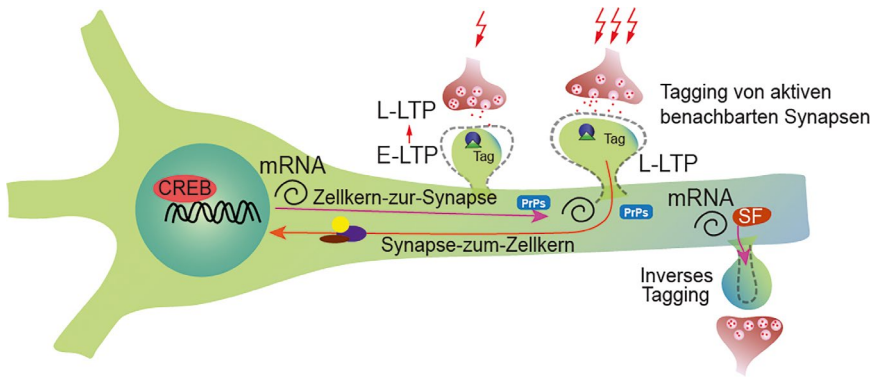 Tagging von aktiven
benachbarten Synapsen
L-LTP
E-LTP
Tag
Tag
L-LTP
mRNA
CREB
Zellkern-zur-Synapse
PrPs
PrPs
mRNA
SF
Synapse-zum-Zellkern
Inverses
Tagging